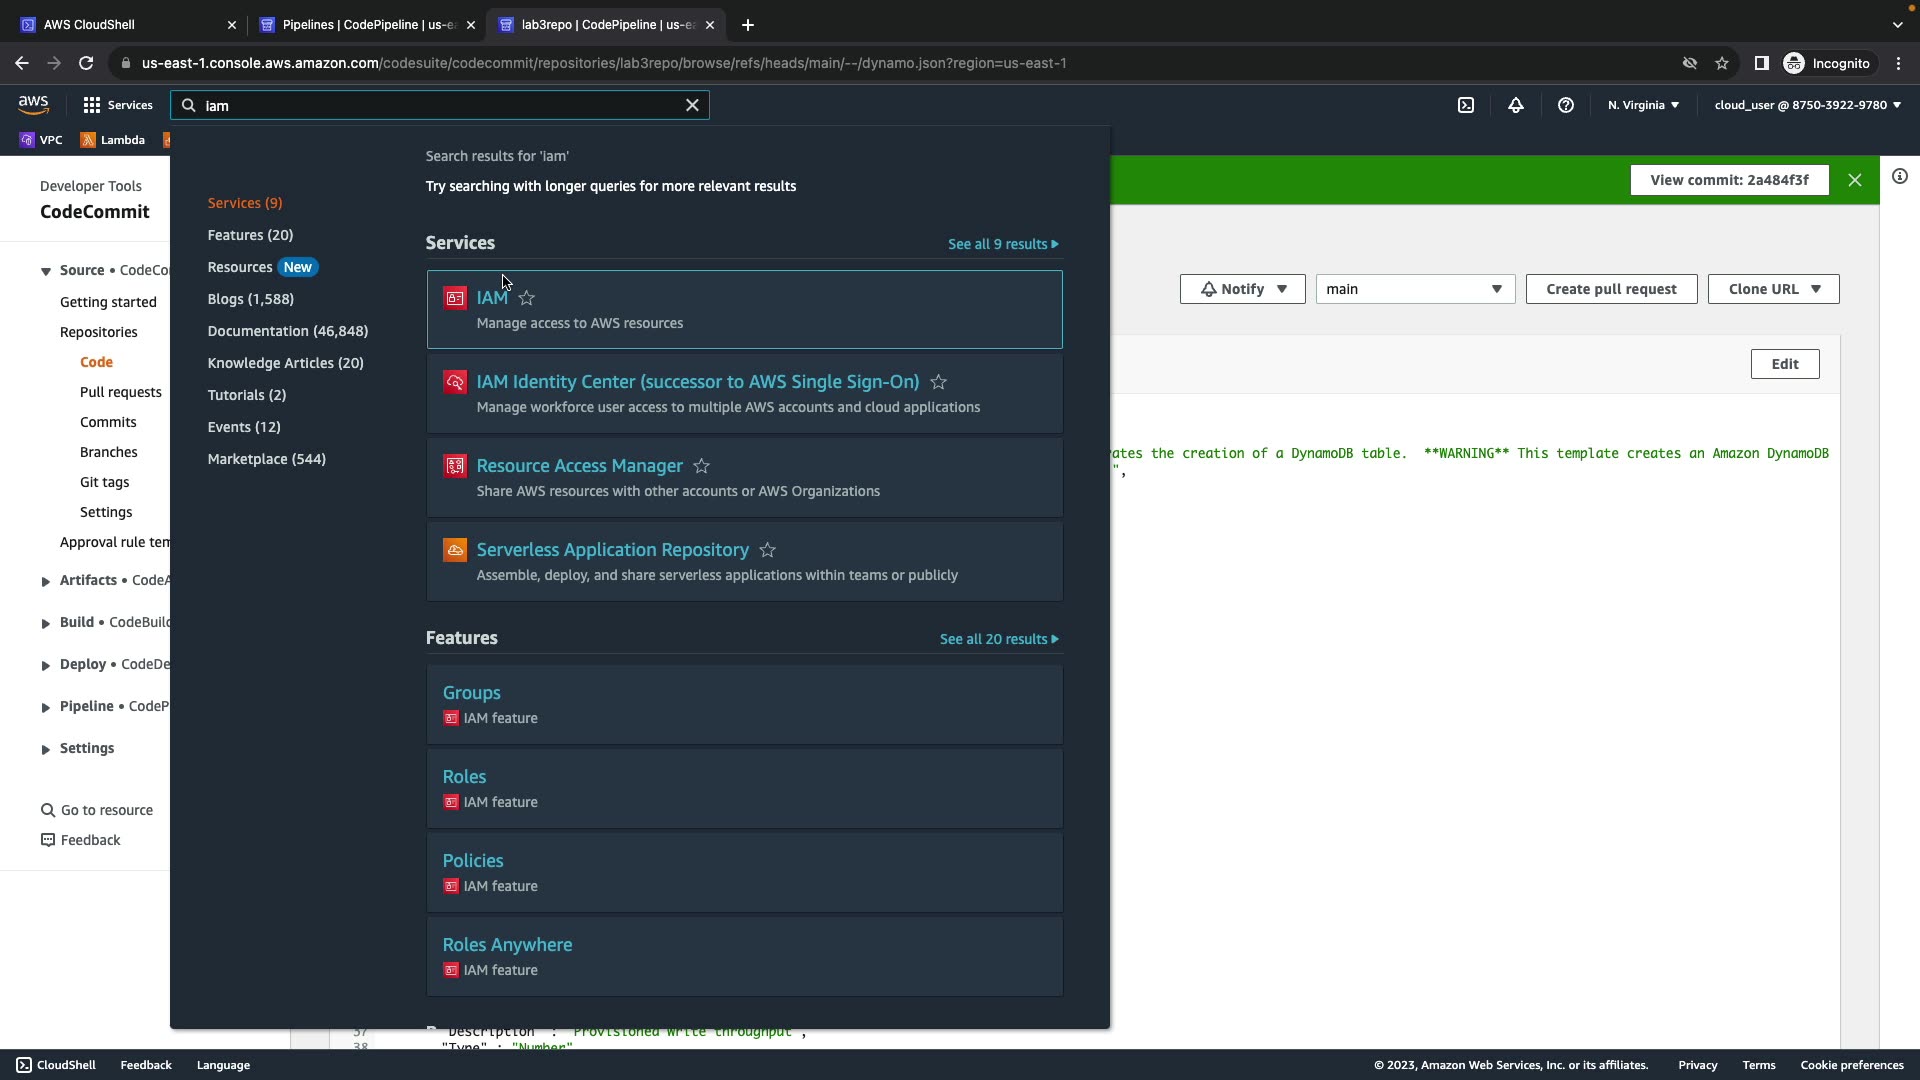 AWS CloudShell
Pipelines | CodePipeline | us-ea
lab3repo | CodePipeline | us-ea
us-east-1.console.aws.amazon.com/codesuite/codecommit/repositories/lab3repo/browse/refs/heads/main/--/dynamo.json?region=us-east-1
Incognito
aws
Services
iam
N. Virginia
cloud_user @ 8750-3922-9780
VPC
Lambda
Search results for 'iam'
Try searching with longer queries for more relevant results
View commit: 2a484f3f
Developer Tools
CodeCommit
Services (9)
Features (20)
Resources New
Blogs (1,588)
Documentation (46,848)
Knowledge Articles (20)
Tutorials (2)
Events (12)
Marketplace (544)
Services
See all 9 results
IAM
Manage access to AWS resources
IAM Identity Center (successor to AWS Single Sign-On)
Manage workforce user access to multiple AWS accounts and cloud applications
Resource Access Manager
Share AWS resources with other accounts or AWS Organizations
Serverless Application Repository
Assemble, deploy, and share serverless applications within teams or publicly
Features
See all 20 results
Groups
IAM feature
Roles
IAM feature
Policies
IAM feature
Roles Anywhere
IAM feature
Source • CodeCo
Getting started
Repositories
Code
Pull requests
Commits
Branches
Git tags
Settings
Approval rule tem
Artifacts • CodeA
Build • CodeBuild
Deploy • CodeDe
Pipeline • CodeP
Settings
Go to resource
Feedback
Notify
main
Create pull request
Clone URL
Edit
ates the creation of a DynamoDB table. **WARNING** This template creates an Amazon DynamoDB
",
37
"Description" : "Provisioned write throughput",
38
"Type" : "Number"
CloudShell
Feedback
Language
© 2023, Amazon Web Services, Inc. or its affiliates.
Privacy
Terms
Cookie preferences